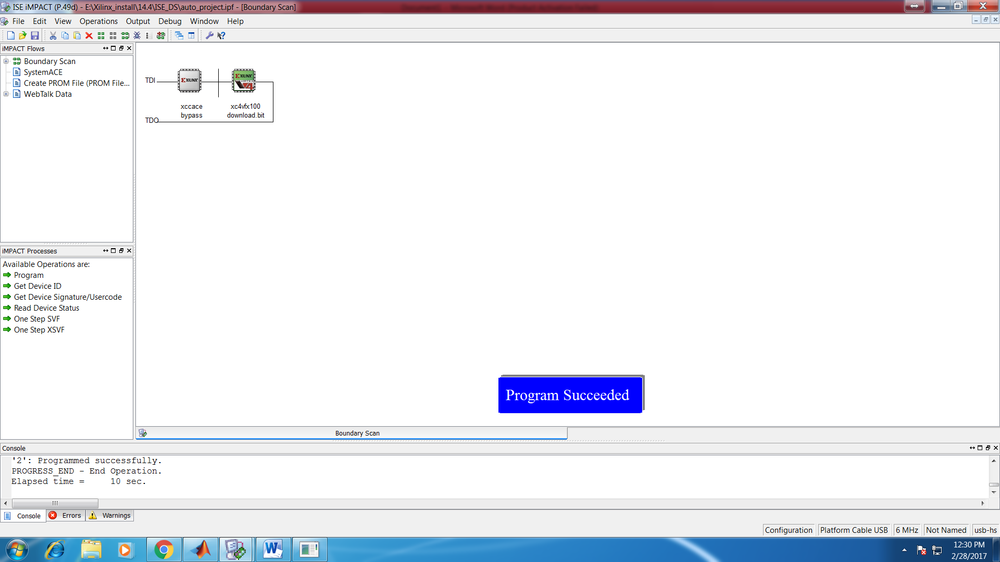 ISE iMPACT (P.49d) - E:\Xilinx_install\14.4\ISE_DS\auto_project.ipf - [Boundary Scan]
File Edit View Operations Output Debug Window Help
iMPACT Flows
Boundary Scan
SystemACE
Create PROM File (PROM File...
WebTalk Data
TDI
XILINX
XILINX
VIRTEX
4
xccace
bypass
xc4vfx100
download.bit
TDO
iMPACT Processes
Available Operations are:
Program
Get Device ID
Get Device Signature/Usercode
Read Device Status
One Step SVF
One Step XSVF
Program Succeeded
Boundary Scan
Console
'2': Programmed successfully.
PROGRESS_END - End Operation.
Elapsed time =     10 sec.
Console Errors Warnings
Configuration Platform Cable USB 6 MHz Not Named usb-hs
12:30 PM
2/28/2017